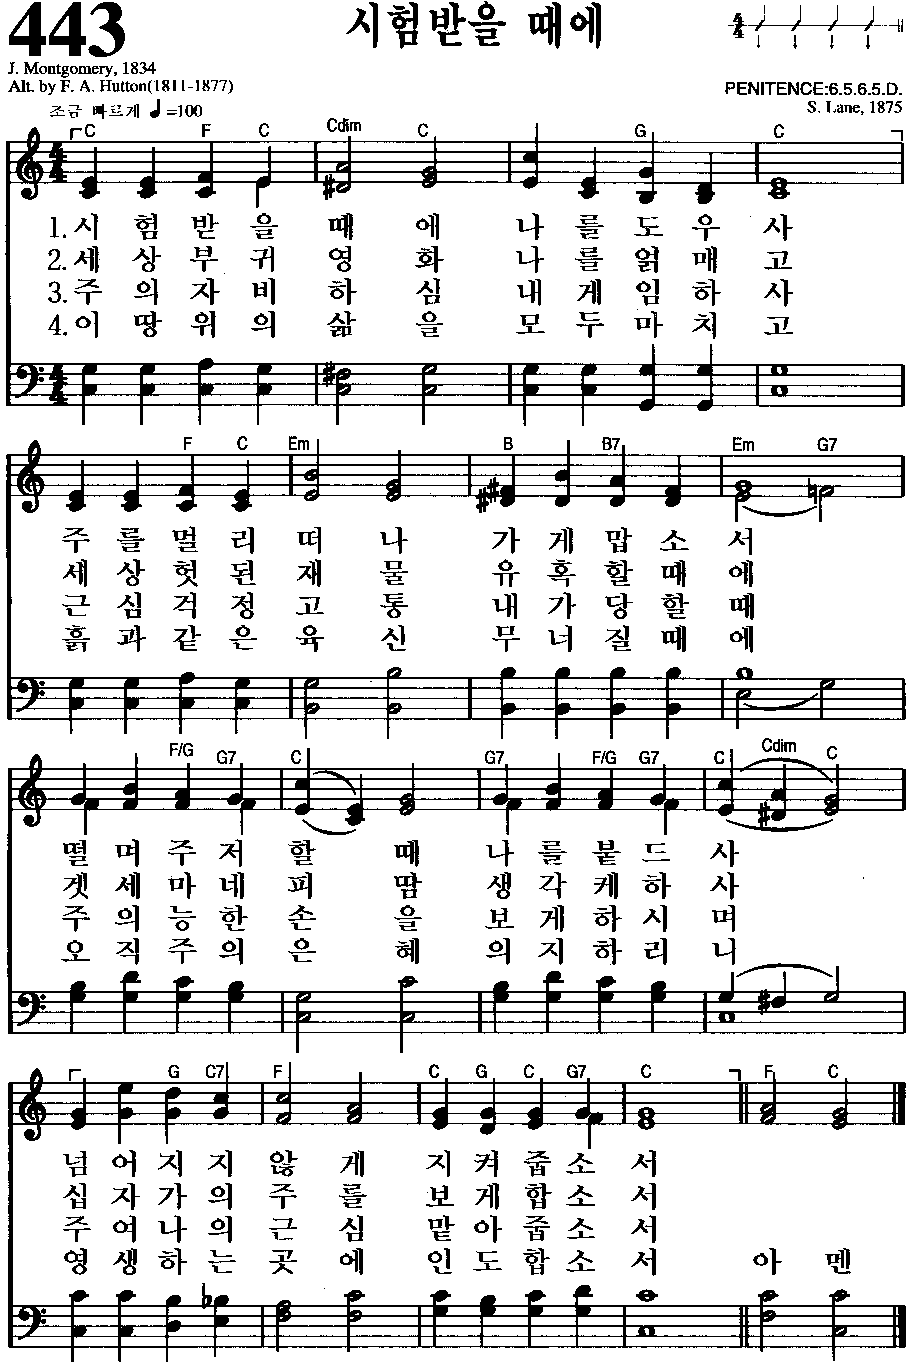 443
시험받을 때에
J. Montgomery, 1834
Alt. by F. A. Hutton(1811-1877)
PENITENCE:6.5.6.5.D.
S. Lane, 1875
조금 빠르게 ♩=100
C F C Cdim C G C
1.시 험 받 을 때 에 나 를 도 우 사
2.세 상 부 귀 영 화 나 를 얽 매 고
3.주 의 자 비 하 심 내 게 임 하 사
4.이 땅 위 의 삶 을 모 두 마 치 고
F C Em B B7 Em G7
주 를 멀 리 떠 나 가 게 맙 소 서
세 상 헛 된 재 물 유 혹 할 때 에
근 심 걱 정 고 통 내 가 당 할 때
흙 과 같 은 육 신 무 너 질 때 에
F/G G7 C G7 F/G G7 C Cdim C
떨 며 주 저 할 때 나 를 붙 드 사
겟 세 마 네 피 땀 생 각 케 하 사
주 의 능 한 손 을 보 게 하 시 며
오 직 주 의 은 혜 의 지 하 리 니
G C7 F C G C G7 C F C
넘 어 지 지 않 게 지 켜 줍 소 서
십 자 가 의 주 를 보 게 합 소 서
주 여 나 의 근 심 맡 아 줍 소 서
영 생 하 는 곳 에 인 도 합 소 서 아 멘